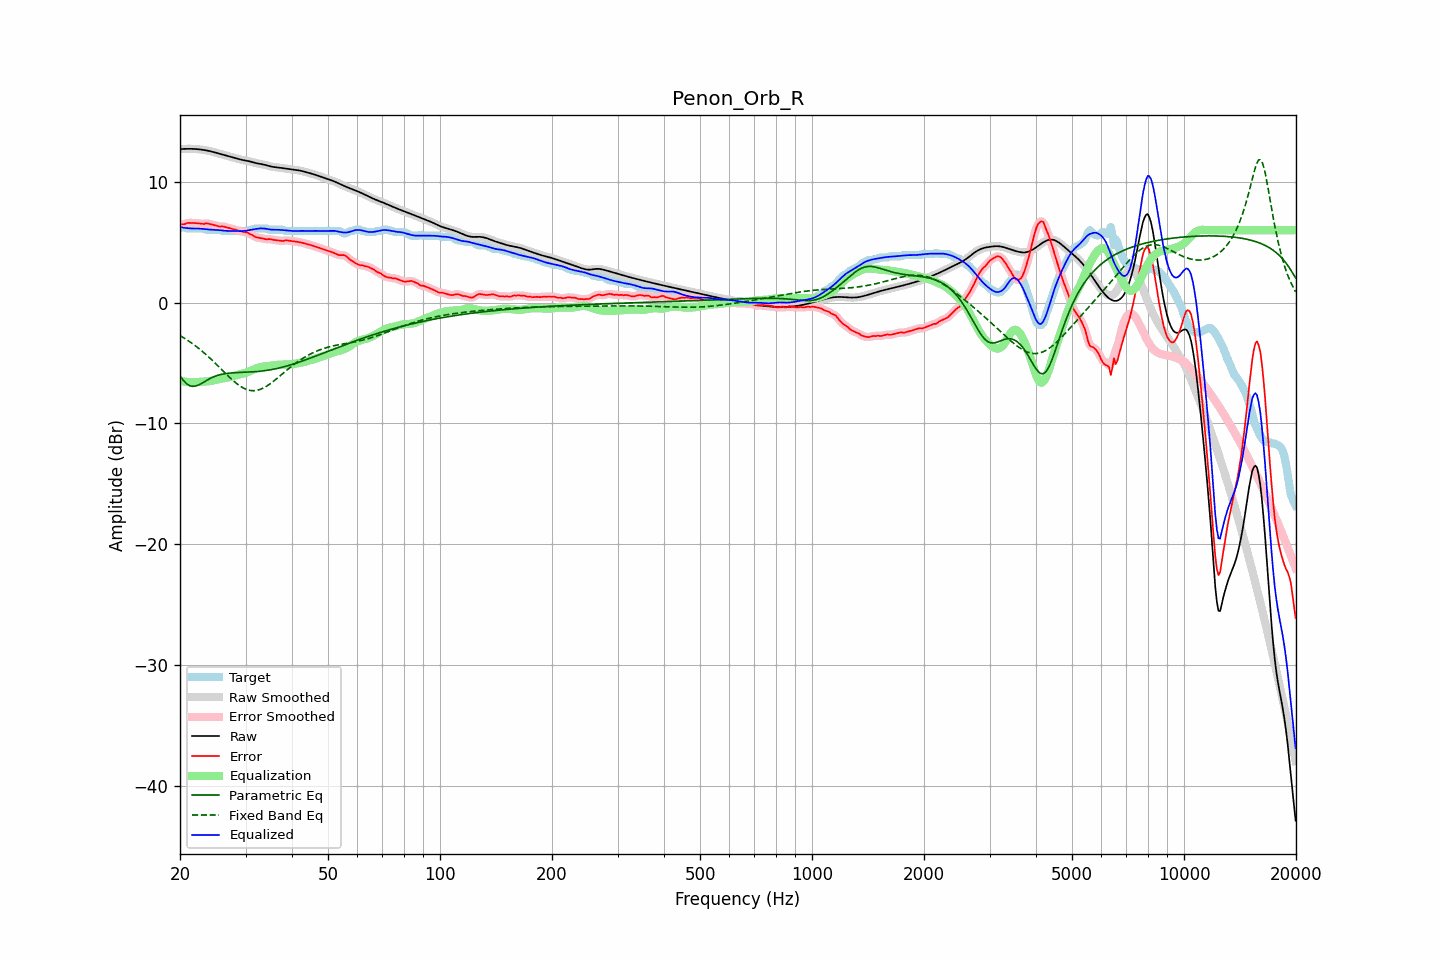 Penon_Orb_R
Amplitude (dBr)
10
0
−10
−20
−30
−40
Target
Raw Smoothed
Error Smoothed
Raw
Error
Equalization
Parametric Eq
Fixed Band Eq
Equalized
20 50 100 200 500 1000 2000 5000 10000 20000
Frequency (Hz)